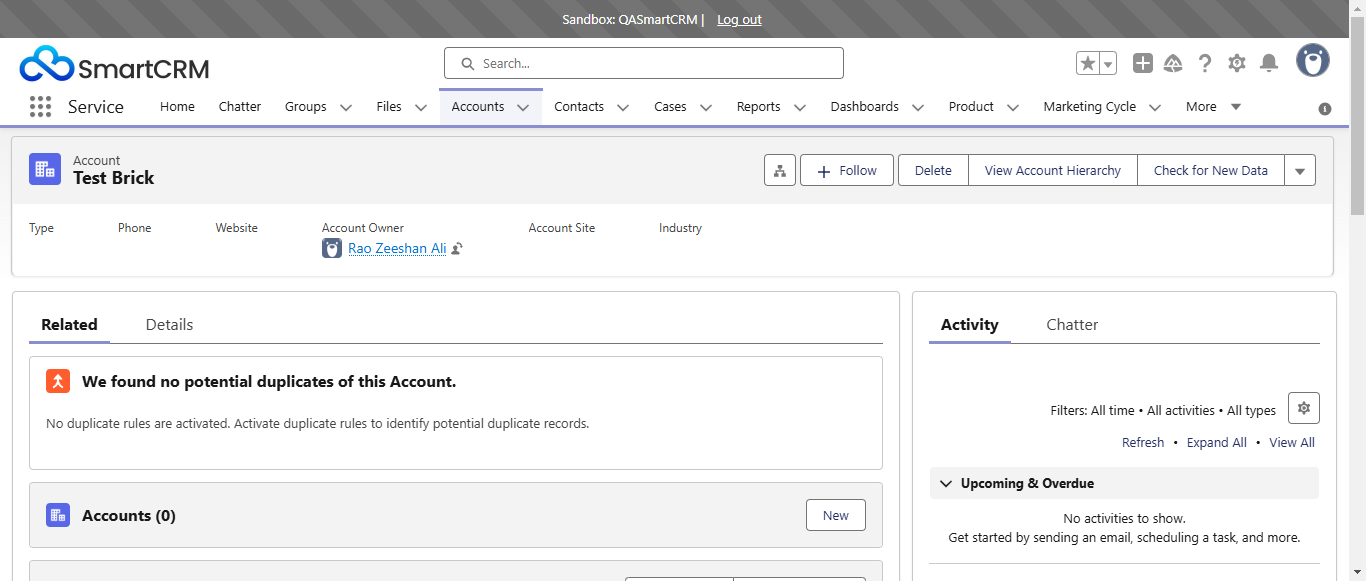 Sandbox: QASmartCRM | Log out
SmartCRM
Search...
Service Home Chatter Groups Files Accounts Contacts Cases Reports Dashboards Product Marketing Cycle More
Account
Test Brick
Follow Delete View Account Hierarchy Check for New Data
Type Phone Website Account Owner Account Site Industry
Rao Zeeshan Ali
Related Details
We found no potential duplicates of this Account.
No duplicate rules are activated. Activate duplicate rules to identify potential duplicate records.
Accounts (0) New
Activity Chatter
Filters: All time • All activities • All types
Refresh • Expand All • View All
Upcoming & Overdue
No activities to show.
Get started by sending an email, scheduling a task, and more.